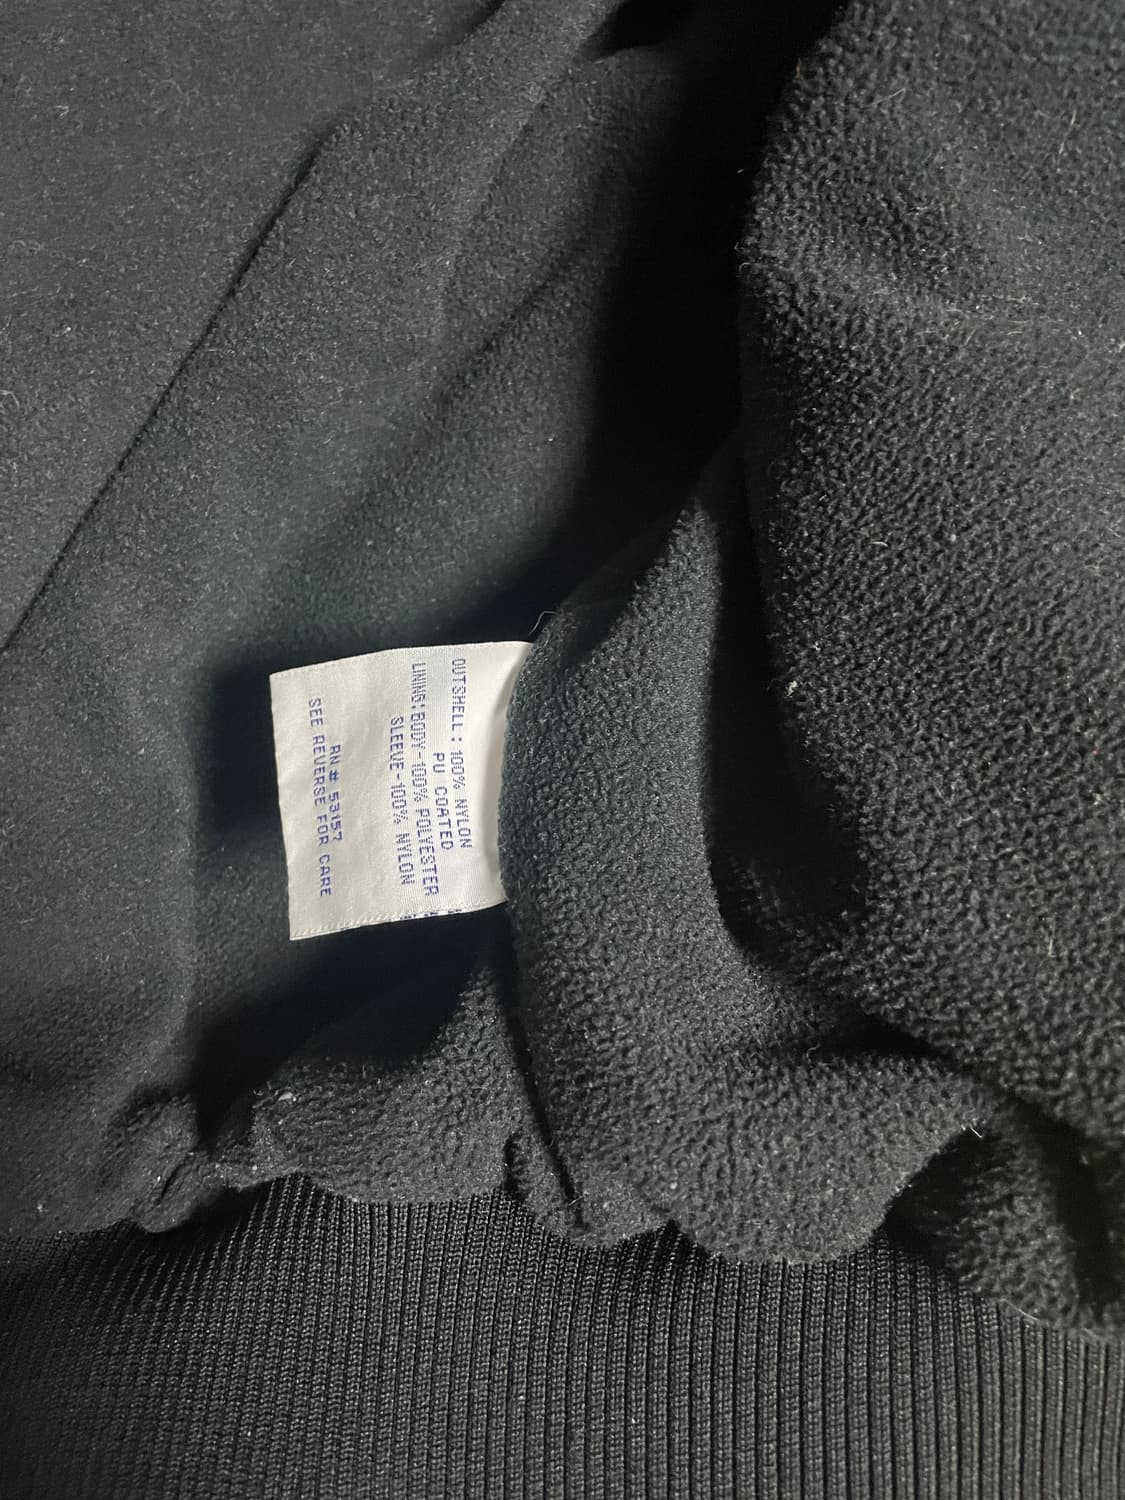 OUTSHELL: 100% NYLON
PU COATED
LINING:BODY-100% POLYESTER
SLEEVE-100% NYLON
RN# 53157
SEE REVERSE FOR CARE